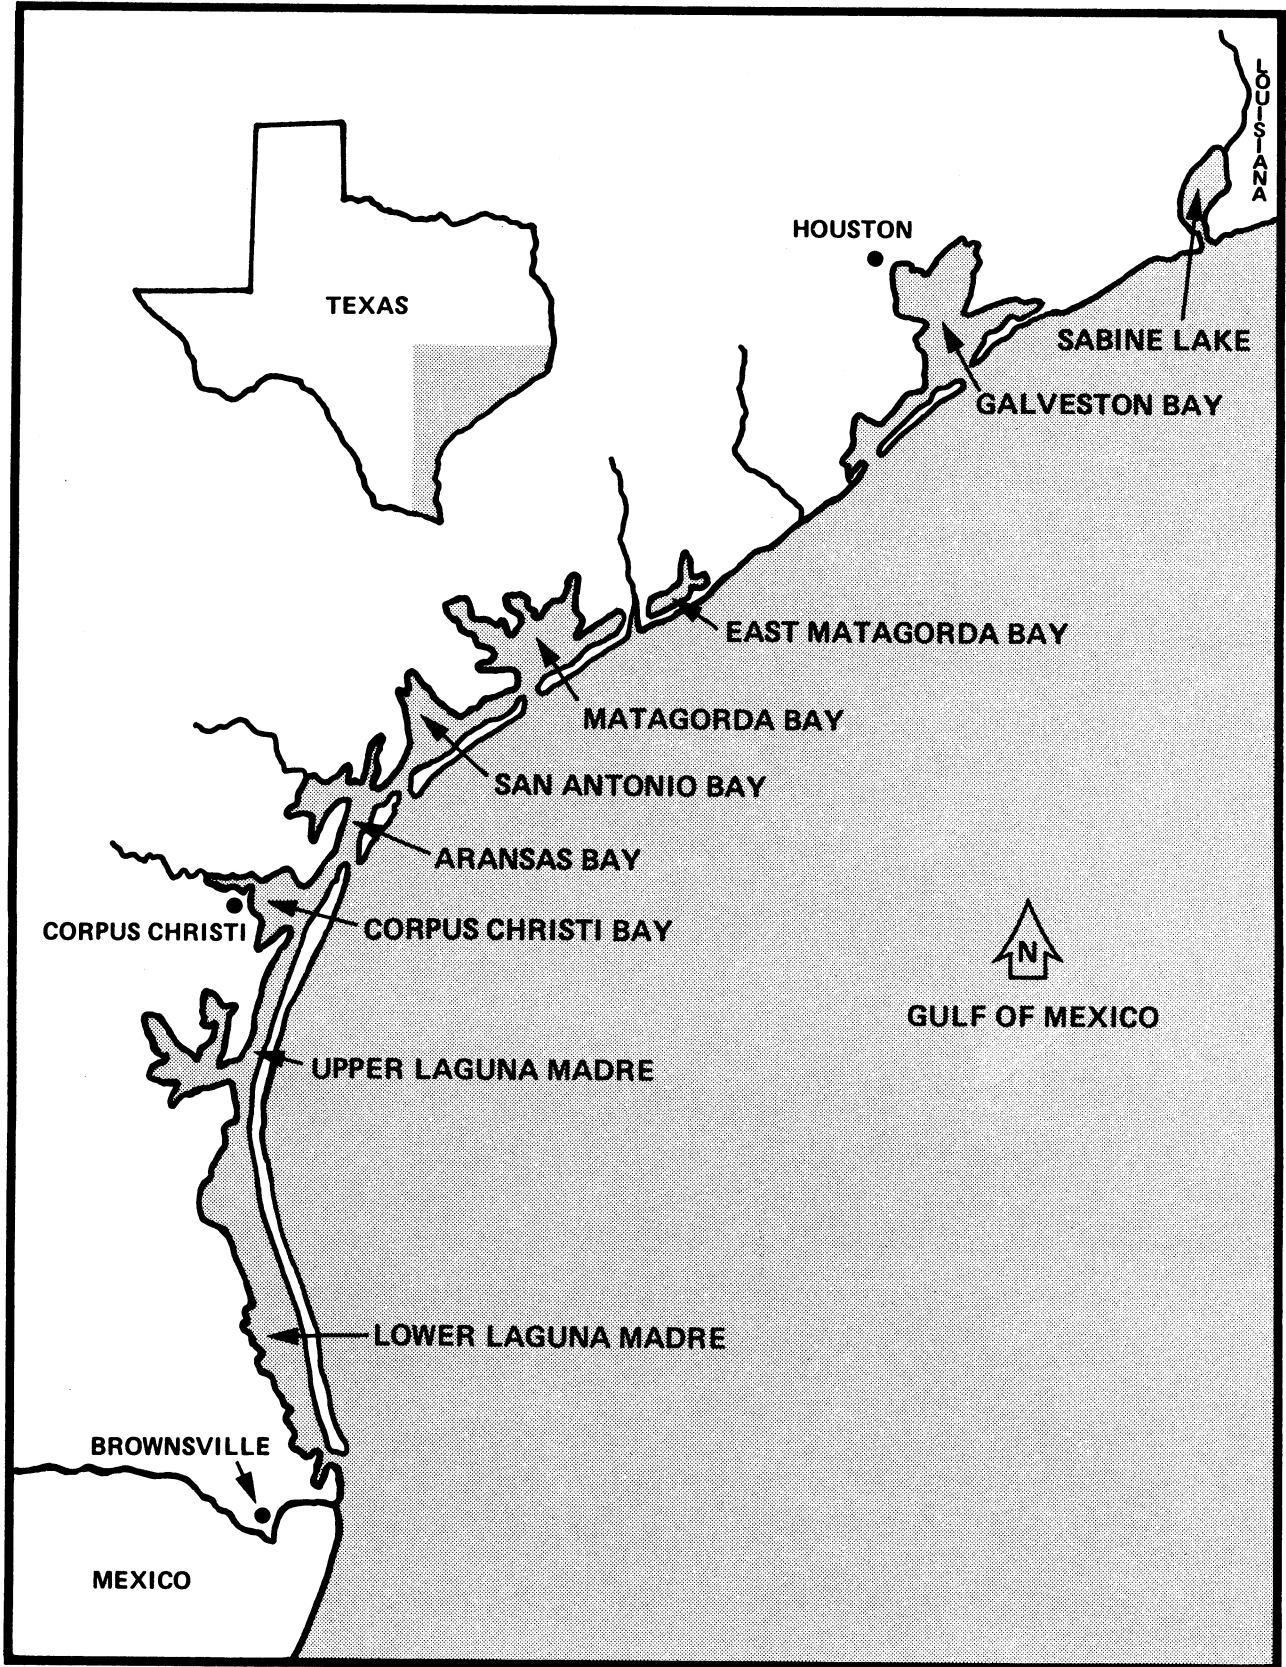 LOUISIANA
HOUSTON
TEXAS
SABINE LAKE
GALVESTON BAY
EAST MATAGORDA BAY
MATAGORDA BAY
SAN ANTONIO BAY
ARANSAS BAY
CORPUS CHRISTI
CORPUS CHRISTI BAY
N
GULF OF MEXICO
UPPER LAGUNA MADRE
LOWER LAGUNA MADRE
BROWNSVILLE
MEXICO